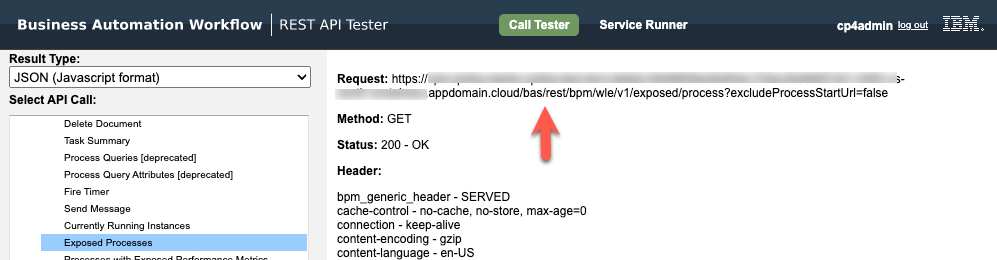 Business Automation Workflow REST API Tester Call Tester Service Runner cp4admin log out IBM
Result Type:
JSON (Javascript format)
Select API Call:
Delete Document
Task Summary
Process Queries [deprecated]
Process Query Attributes [deprecated]
Fire Timer
Send Message
Currently Running Instances
Exposed Processes
Processes with Exposed Performance Metrics
Request: https:// s-
.appdomain.cloud/bas/rest/bpm/wle/v1/exposed/process?excludeProcessStartUrl=false
Method: GET
Status: 200 - OK
Header:
bpm_generic_header - SERVED
cache-control - no-cache, no-store, max-age=0
connection - keep-alive
content-encoding - gzip
content-language - en-US